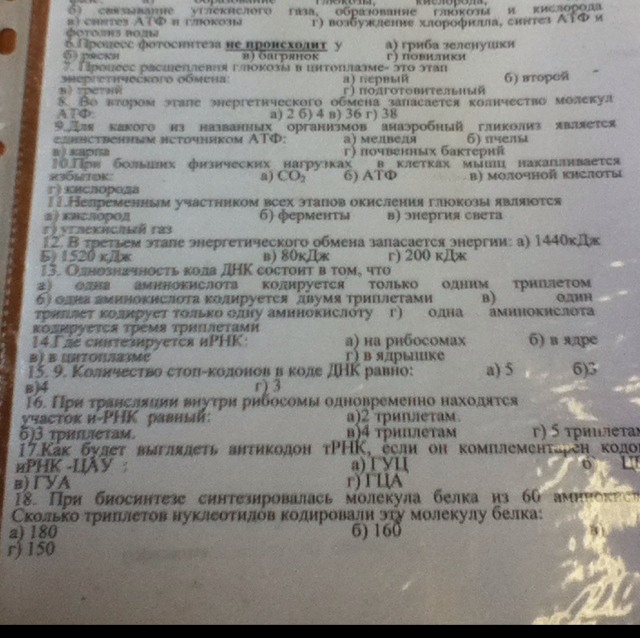 фаза: а) образование глюкозы, кислорода,
б) связывание углекислого газа, образование глюкозы и кислорода
в) синтез АТФ и глюкозы г) возбуждение хлорофилла, синтез АТФ и
фотолиз воды
6.Процесс фотосинтеза не происходит у а) гриба зеленушки
б) ряски в) багрянок г) повилики
7. Процесс расщепления глюкозы в цитоплазме- это этап
энергетического обмена: а) первый б) второй
в) третий г) подготовительный
8. Во втором этапе энергетического обмена запасается количество молекул
АТФ: а) 2 б) 4 в) 36 г) 38
9.Для какого из названных организмов анаэробный гликолиз является
единственным источником АТФ: а) медведя б) пчелы
в) карпа г) почвенных бактерий
10.При больших физических нагрузках в клетках мышц накапливается
избыток: а) CO₂ б) АТФ в) молочной кислоты
г) кислорода
11.Непременным участником всех этапов окисления глюкозы являются
а) кислород б) ферменты в) энергия света
г) углекислый газ
12. В третьем этапе энергетического обмена запасается энергии: а) 1440кДж
Б) 1520 кДж в) 80кДж г) 200 кДж
13. Однозначность кода ДНК состоит в том, что
а) одна аминокислота кодируется только одним триплетом
б) одна аминокислота кодируется двумя триплетами в) один
триплет кодирует только одну аминокислоту г) одна аминокислота
кодируется тремя триплетами
14.Где синтезируется иРНК: а) на рибосомах б) в ядре
в) в цитоплазме г) в ядрышке
15. 9. Количество стоп-кодонов в коде ДНК равно: а) 5 б)3
в)4 г) 3
16. При трансляции внутри рибосомы одновременно находятся
участок и-РНК равный: а)2 триплетам.
б)3 триплетам. в)4 триплетам г) 5 триплетам
17.Как будет выглядеть антикодон тРНК, если он комплементарен
иРНК -ЦАУ : а) ГУЦ б
в) ГУА г) ГЦА
18. При биосинтезе синтезировалась молекула белка из 60
Сколько триплетов нуклеотидов кодировали эту молекулу белка:
а) 180 б) 160 в)
г) 150